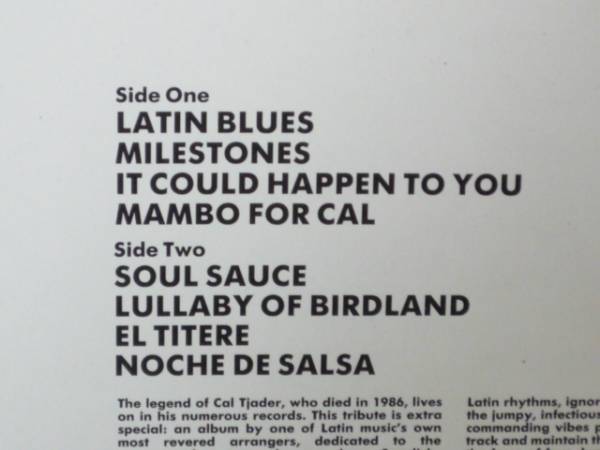 Side One
LATIN BLUES
MILESTONES
IT COULD HAPPEN TO YOU
MAMBO FOR CAL
Side Two
SOUL SAUCE
LULLABY OF BIRDLAND
EL TITERE
NOCHE DE SALSA
The legend of Cal Tjader, who died in 1986, lives
on in his numerous records. This tribute is extra
special: an album by one of Latin music's own
most revered arrangers, dedicated to the
Latin rhythms, ignor
the jumpy, infectious
commanding vibes p
track and maintain th